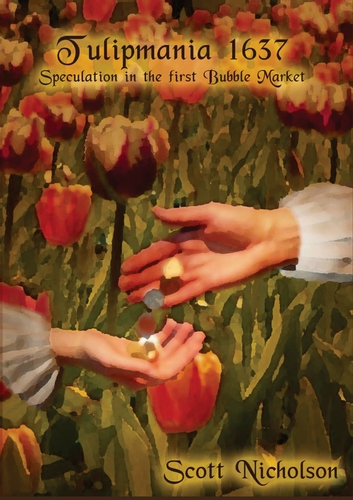 Tulipmania 1637
Speculation in the first Bubble Market
Scott Nicholson